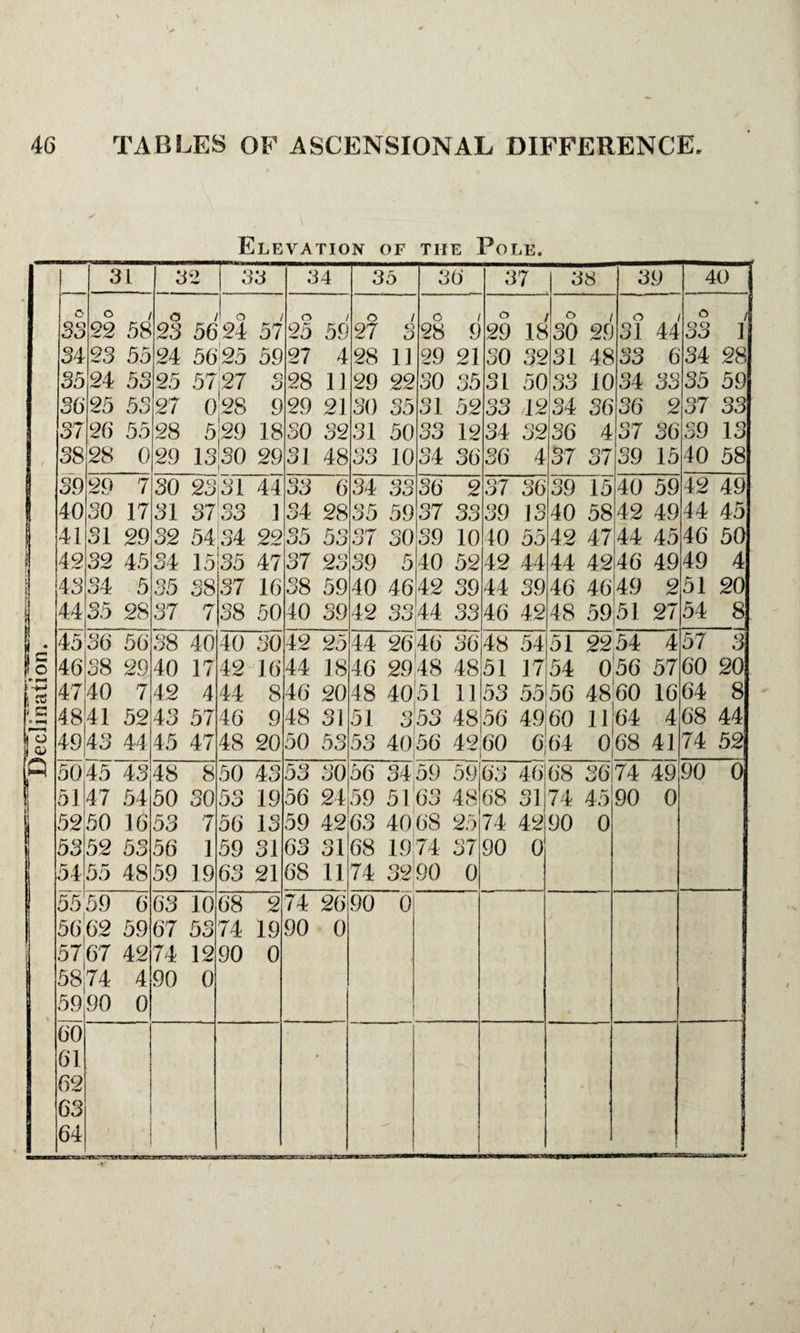 46 TABLES OF ASCENSIONAL DIFFERENCE.
ELEVATION OF THE POLE.
31 32 33 34 35 36 37 38 39 40
° ° / ° / ° / ° / ° / ° / ° / ° / ° / ° /
33 22 58 23 56 24 57 25 59 27 3 28 9 29 18 30 29 31 44 33 1
34 23 55 24 56 25 59 27 4 28 11 29 21 30 32 31 48 33 6 34 28
35 24 53 25 57 27 3 28 11 29 22 30 35 31 50 33 10 34 33 35 59
36 25 53 27 0 28 9 29 21 30 35 31 52 33 12 34 36 36 2 37 33
37 26 55 28 5 29 18 30 32 31 50 33 12 34 32 36 4 37 36 39 13
38 28 0 29 13 30 29 31 48 33 10 34 36 36 4 37 37 39 15 40 58
39 29 7 30 23 31 44 33 6 34 33 36 2 37 36 39 15 40 59 42 49
40 30 17 31 37 33 1 34 28 35 59 37 33 39 13 40 58 42 49 44 45
41 31 29 32 54 34 22 35 53 37 30 39 10 40 55 42 47 44 45 46 50
42 32 45 34 15 35 47 37 23 39 5 40 52 42 44 44 42 46 49 49 4
43 34 5 35 38 37 16 38 59 40 46 42 39 44 39 46 46 49 2 51 20
44 35 28 37 7 38 50 40 39 42 33 44 33 46 42 48 59 51 27 54 8
Declination.
45 36 56 38 40 40 30 42 25 44 26 46 36 48 54 51 22 54 4 57 3
46 38 29 40 17 42 16 44 18 46 29 48 48 51 17 54 0 56 57 60 20
47 40 7 42 4 44 8 46 20 48 40 51 11 53 55 56 48 60 16 64 8
48 41 52 43 57 46 9 48 31 51 3 53 48 56 49 60 11 64 4 68 44
49 43 44 45 47 48 20 50 53 53 40 56 42 60 6 64 0 68 41 74 52
50 45 43 48 8 50 43 53 30 56 34 59 59 63 46 68 36 74 49 90 0
51 47 54 50 30 53 19 56 24 59 51 63 48 68 31 74 45 90 0
52 50 16 53 7 56 13 59 42 63 40 68 25 74 42 90 0
53 52 53 56 1 59 31 63 31 68 19 74 37 90 0
54 55 48 59 19 63 21 68 11 74 32 90 0
55 59 6 63 10 68 2 74 26 90 0
56 62 59 67 53 74 19 90 0
57 67 42 74 12 90 0
58 74 4 90 0
59 90 0
60
61
62
63
64